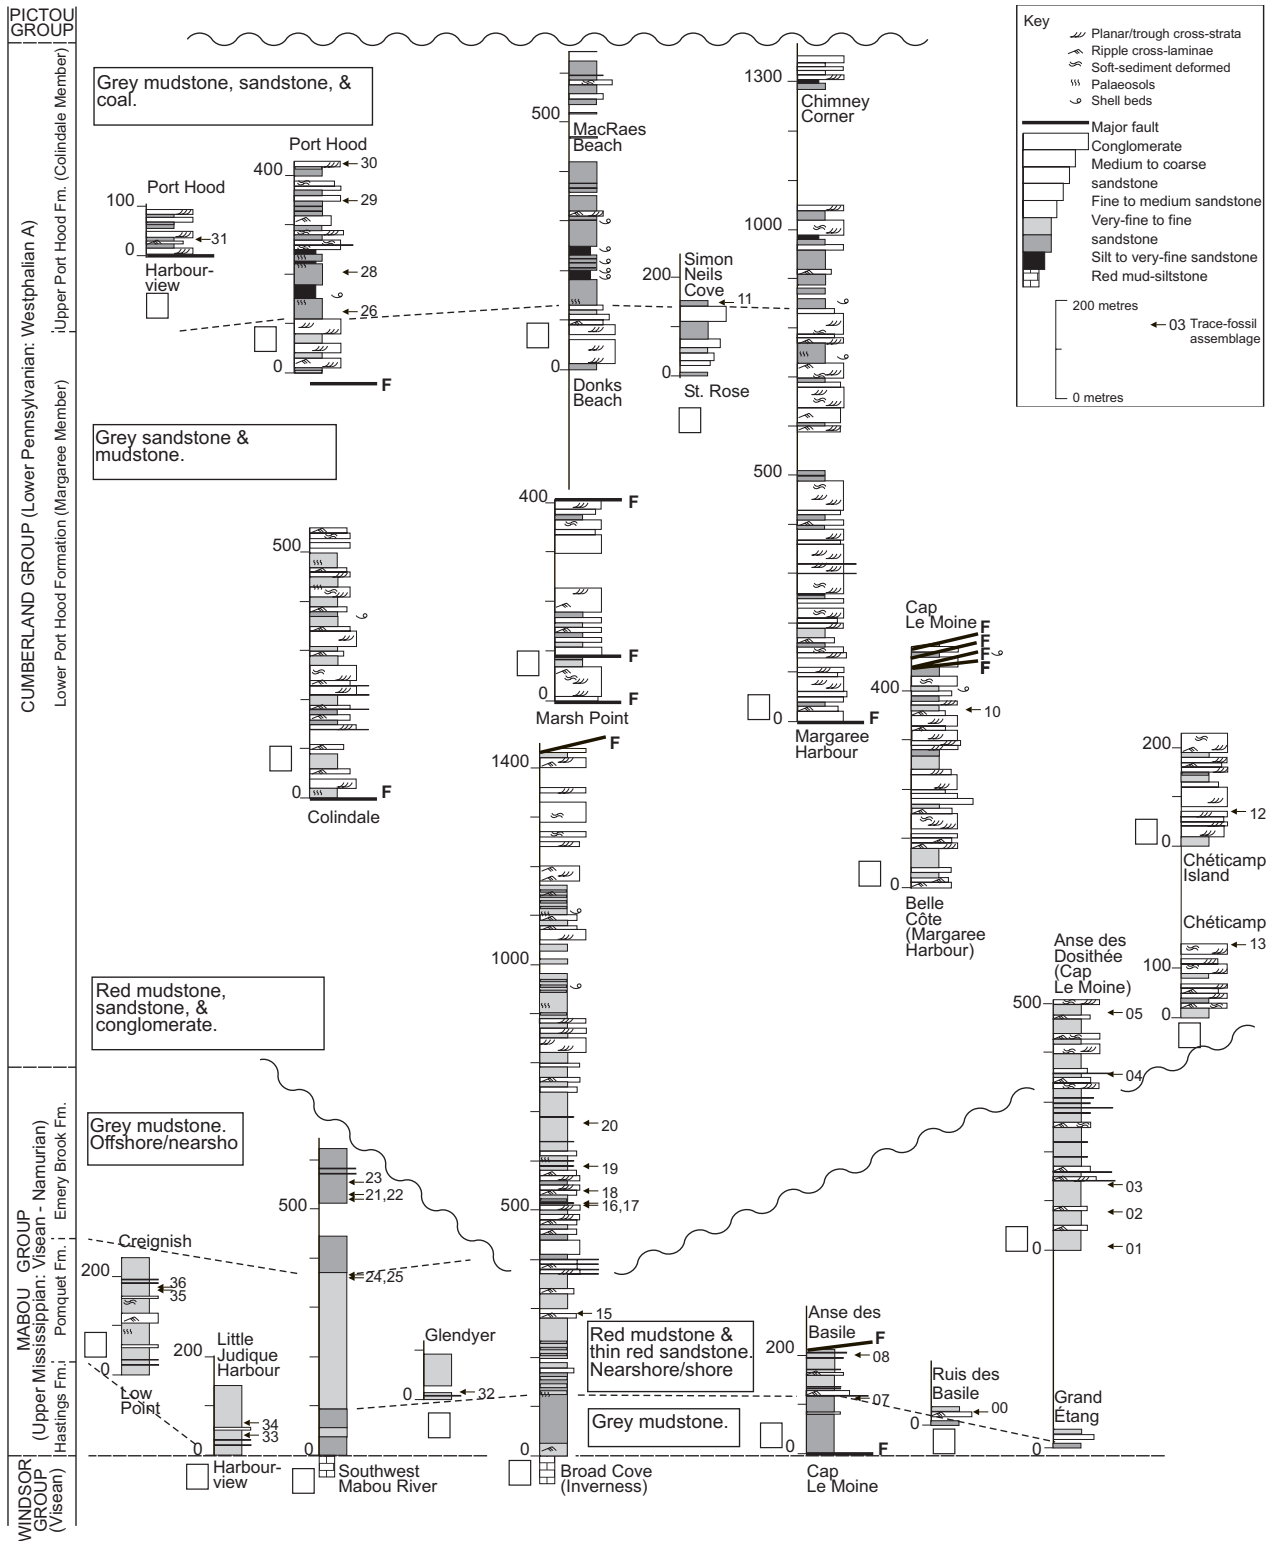 PICTOU
GROUP
CUMBERLAND GROUP (Lower Pennsylvanian: Westphalian A)
Upper Port Hood Fm. (Colindale Member)
Lower Port Hood Formation (Margaree Member)
MABOU GROUP
(Upper Mississippian: Visean - Namurian)
Emery Brook Fm.
Pomquet Fm.
Hastings Fm.
WINDSOR
GROUP
(Visean)
Grey mudstone, sandstone, &
coal.
Port Hood
100
0
31
Harbour-
view
Port Hood
400
0
30
29
28
26
F
500
MacRaes
Beach
0
Donks
Beach
Simon
Neils
Cove
200
11
0
St. Rose
1300
Chimney
Corner
1000
500
0
F
Margaree
Harbour
Key
Planar/trough cross-strata
Ripple cross-laminae
Soft-sediment deformed
Palaeosols
Shell beds
Major fault
Conglomerate
Medium to coarse
sandstone
Fine to medium sandstone
Very-fine to fine
sandstone
Silt to very-fine sandstone
Red mud-siltstone
200 metres
03 Trace-fossil
assemblage
0 metres
Grey sandstone &
mudstone.
500
0
F
Colindale
400
F
F
0
F
Marsh Point
Cap
Le Moine
F
F
F
F
400
10
0
Belle
Côte
(Margaree
Harbour)
200
12
0
Chéticamp
Island
Chéticamp
13
100
0
Red mudstone,
sandstone, &
conglomerate.
F
1400
1000
20
19
18
16,17
500
15
0
Broad Cove
(Inverness)
Anse des
Dosithée
(Cap
Le Moine)
500
05
04
03
02
01
0
Grand
Étang
0
Grey mudstone.
Offshore/nearsho
23
21,22
500
24,25
0
Southwest
Mabou River
Creignish
200
36
35
0
Low
Point
Little
Judique
Harbour
200
34
33
0
Harbour-
view
Glendyer
0
32
Red mudstone &
thin red sandstone.
Nearshore/shore
Grey mudstone.
Anse des
Basile
F
200
08
07
0
F
Cap
Le Moine
Ruis des
Basile
00
0